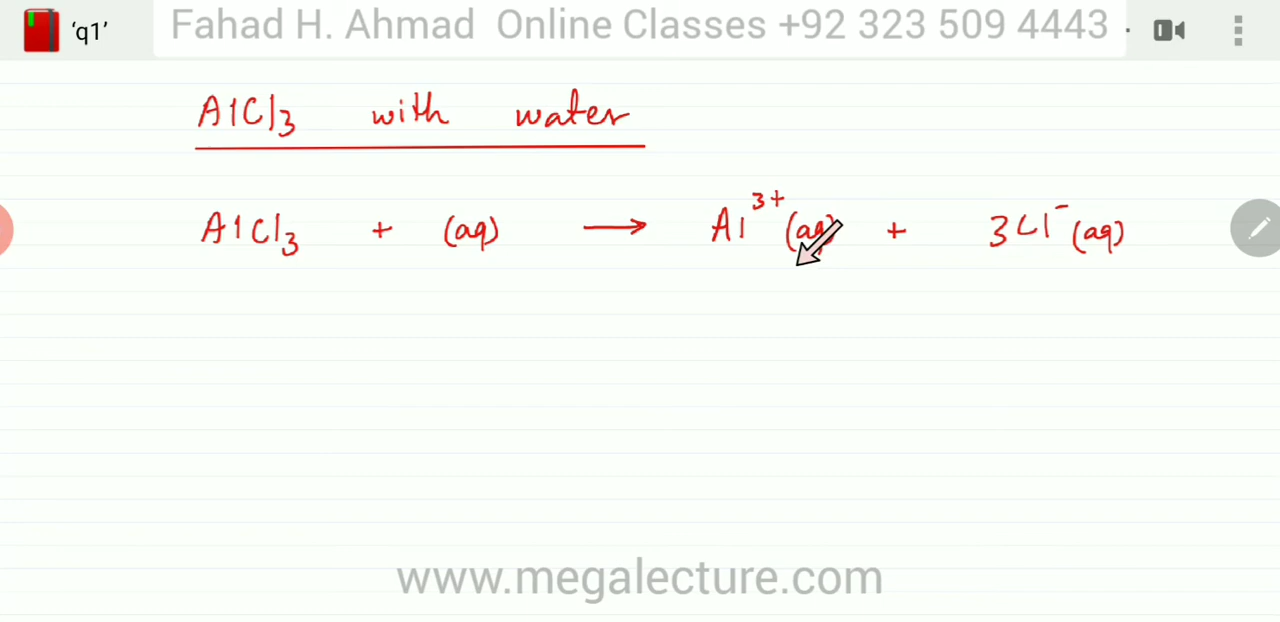 'q1' Fahad H. Ahmad Online Classes +92 323 509 4443
AlCl₃ with water
AlCl₃ + (aq) → Al³⁺(aq) + 3Cl⁻(aq)
www.megalecture.com